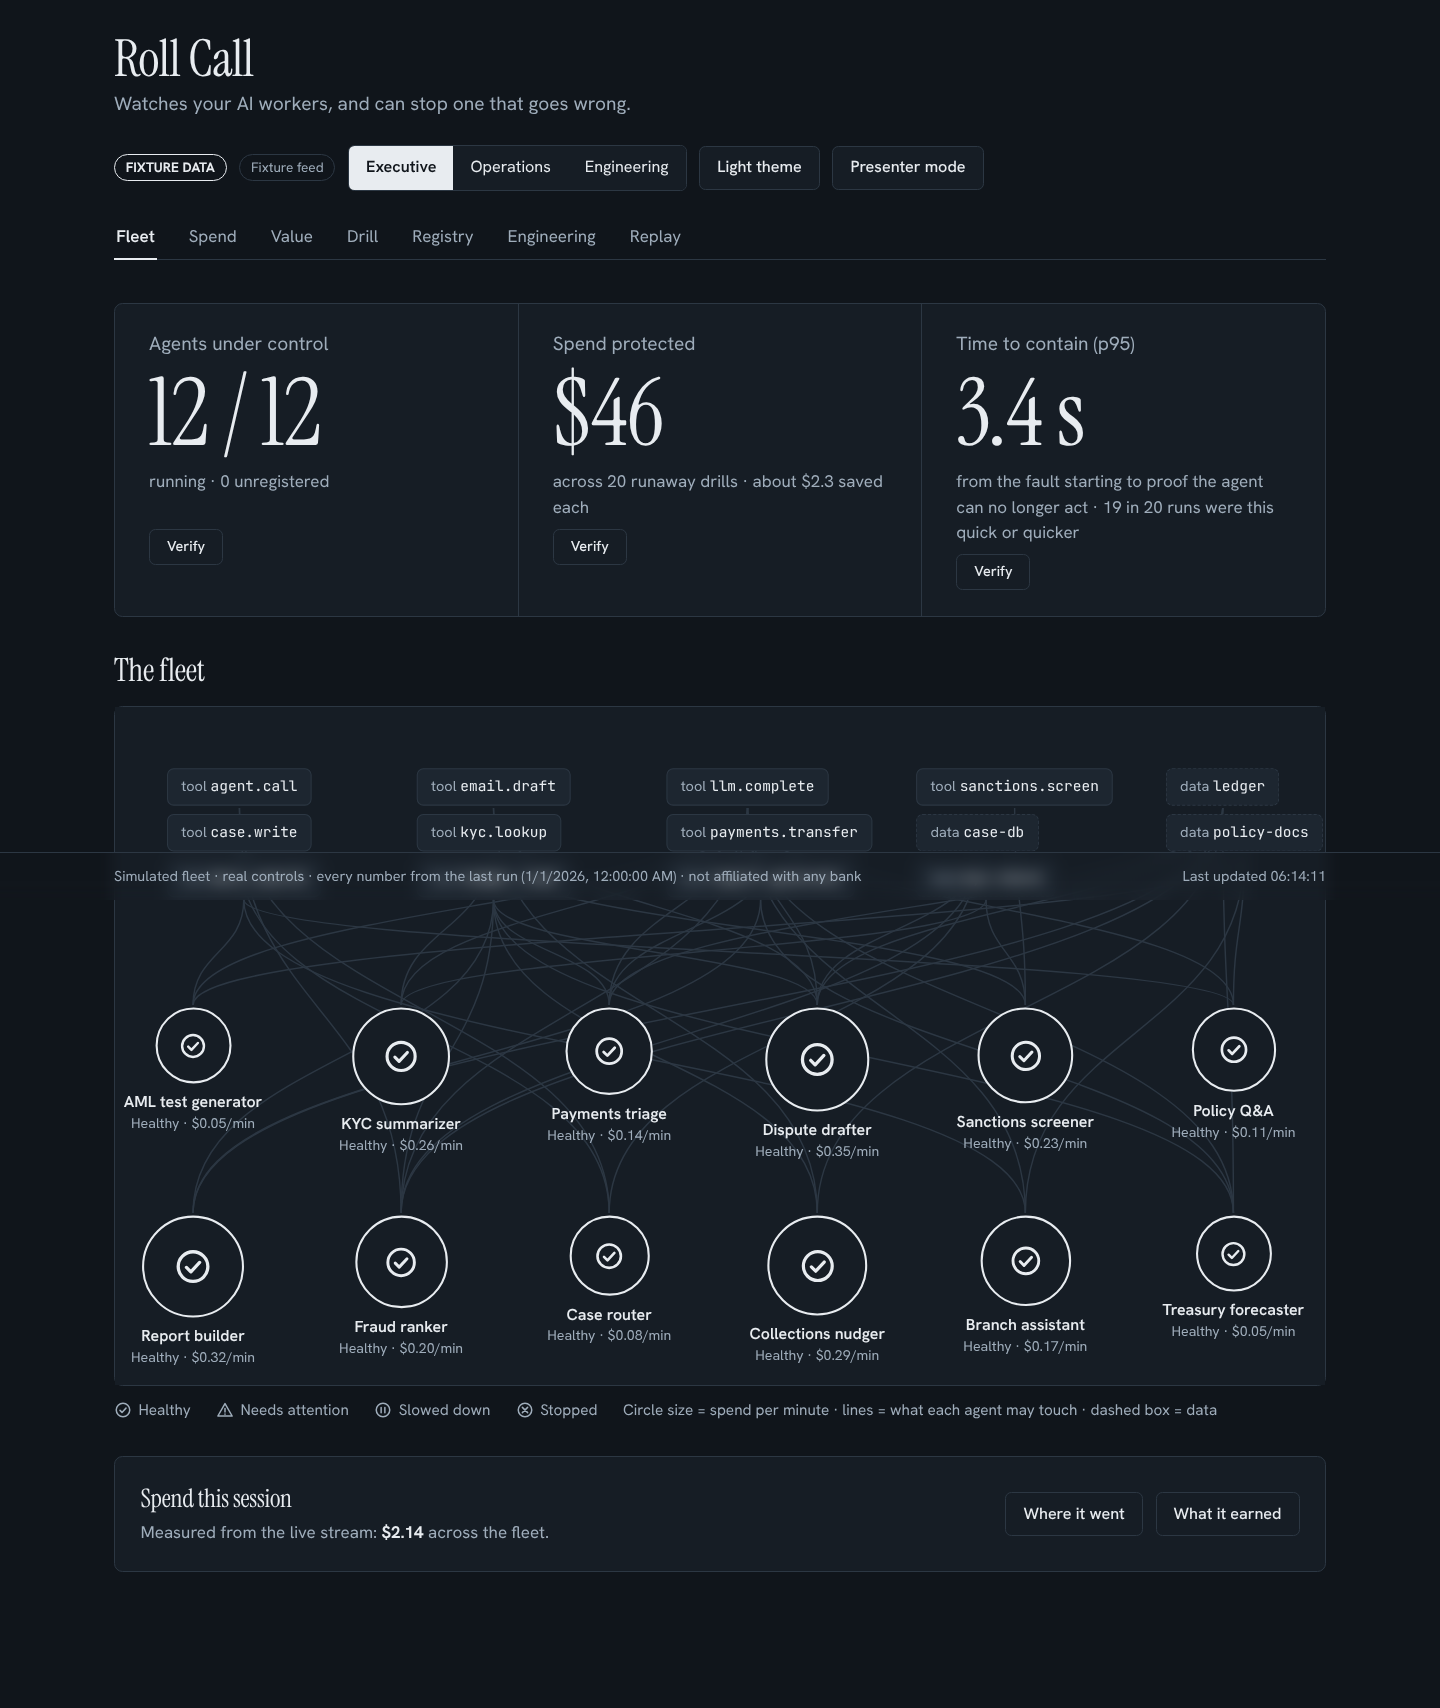 Roll Call
Watches your AI workers, and can stop one that goes wrong.
FIXTURE DATA
Fixture feed
Executive
Operations
Engineering
Light theme
Presenter mode
Fleet
Spend
Value
Drill
Registry
Engineering
Replay
Agents under control
12 / 12
running · 0 unregistered
Verify
Spend protected
$46
across 20 runaway drills · about $2.3 saved
each
Verify
Time to contain (p95)
3.4 s
from the fault starting to proof the agent
can no longer act · 19 in 20 runs were this
quick or quicker
Verify
The fleet
tool agent.call
tool email.draft
tool llm.complete
tool sanctions.screen
data ledger
tool case.write
tool kyc.lookup
tool payments.transfer
data case-db
data policy-docs
Simulated fleet · real controls · every number from the last run (1/1/2026, 12:00:00 AM) · not affiliated with any bank
Last updated 06:14:11
AML test generator
Healthy · $0.05/min
KYC summarizer
Healthy · $0.26/min
Payments triage
Healthy · $0.14/min
Dispute drafter
Healthy · $0.35/min
Sanctions screener
Healthy · $0.23/min
Policy Q&A
Healthy · $0.11/min
Report builder
Healthy · $0.32/min
Fraud ranker
Healthy · $0.20/min
Case router
Healthy · $0.08/min
Collections nudger
Healthy · $0.29/min
Branch assistant
Healthy · $0.17/min
Treasury forecaster
Healthy · $0.05/min
Healthy
Needs attention
Slowed down
Stopped
Circle size = spend per minute · lines = what each agent may touch · dashed box = data
Spend this session
Measured from the live stream: $2.14 across the fleet.
Where it went
What it earned